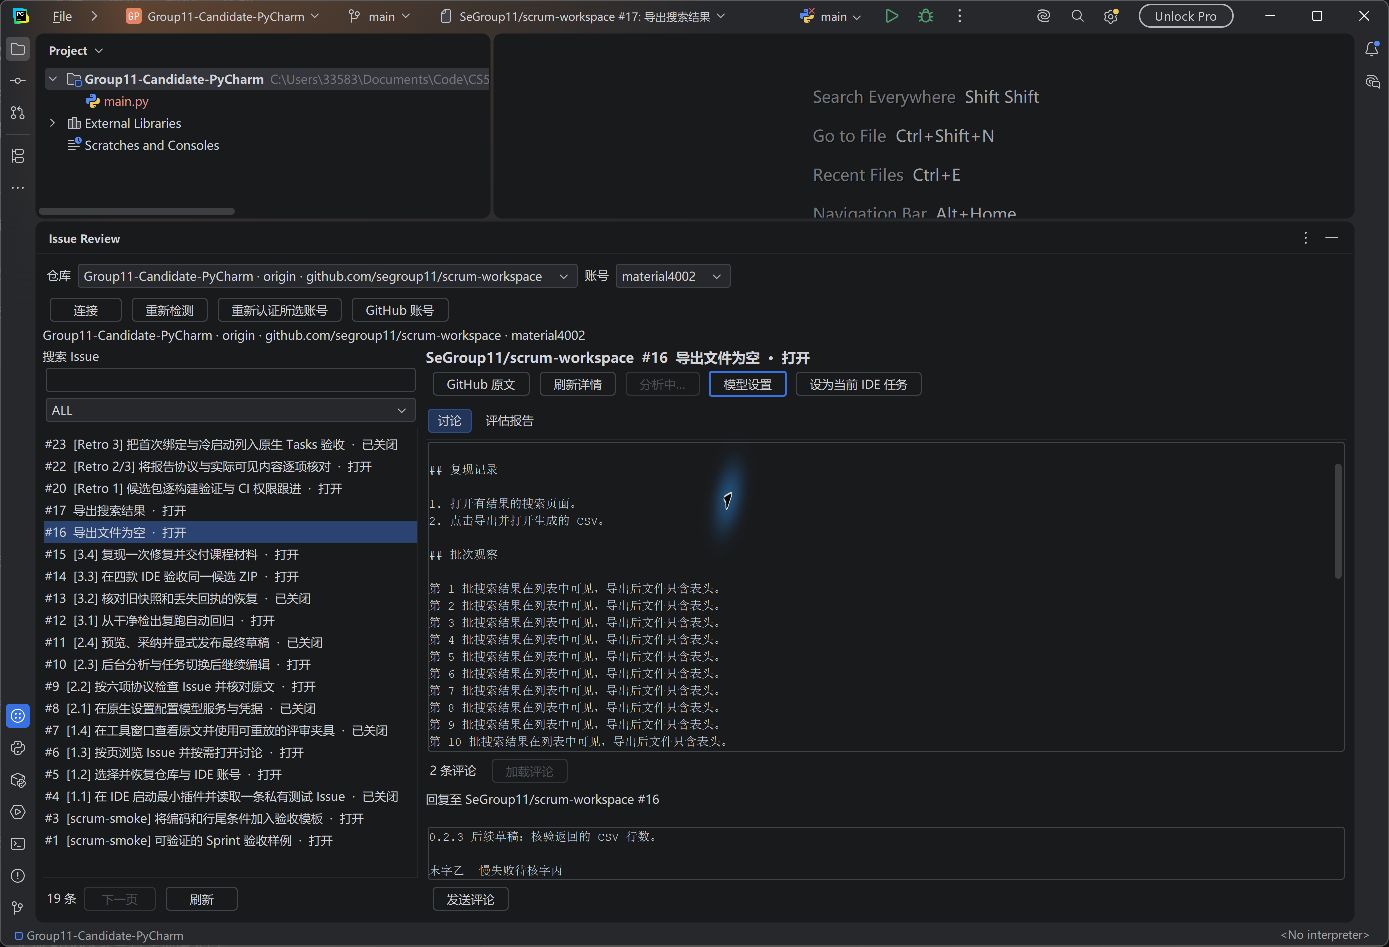 File
GP Group11-Candidate-PyCharm
main
SeGroup11/scrum-workspace #17: 导出搜索结果
main
Unlock Pro
Project
Group11-Candidate-PyCharm C:\Users\33583\Documents\Code\CS5
main.py
External Libraries
Scratches and Consoles
Search Everywhere Shift Shift
Go to File Ctrl+Shift+N
Recent Files Ctrl+E
Navigation Bar Alt+Home
Issue Review
仓库 Group11-Candidate-PyCharm · origin · github.com/segroup11/scrum-workspace 账号 material4002
连接 重新检测 重新认证所选账号 GitHub 账号
Group11-Candidate-PyCharm · origin · github.com/segroup11/scrum-workspace · material4002
搜索 Issue
ALL
#23 [Retro 3] 把首次绑定与冷启动列入原生 Tasks 验收 · 已关闭
#22 [Retro 2/3] 将报告协议与实际可见内容逐项核对 · 打开
#20 [Retro 1] 候选包逐构建验证与 CI 权限跟进 · 打开
#17 导出搜索结果 · 打开
#16 导出文件为空 · 打开
#15 [3.4] 复现一次修复并交付课程材料 · 打开
#14 [3.3] 在四款 IDE 验收同一候选 ZIP · 打开
#13 [3.2] 核对旧快照和丢失回执的恢复 · 已关闭
#12 [3.1] 从干净检出复跑自动回归 · 打开
#11 [2.4] 预览、采纳并显式发布最终草稿 · 已关闭
#10 [2.3] 后台分析与任务切换后继续编辑 · 打开
#9 [2.2] 按六项协议检查 Issue 并核对原文 · 打开
#8 [2.1] 在原生设置配置模型服务与凭据 · 已关闭
#7 [1.4] 在工具窗口查看原文并使用可重放的评审夹具 · 已关闭
#6 [1.3] 按页浏览 Issue 并按需打开讨论 · 打开
#5 [1.2] 选择并恢复仓库与 IDE 账号 · 打开
#4 [1.1] 在 IDE 启动最小插件并读取一条私有测试 Issue · 已关闭
#3 [scrum-smoke] 将编码和行尾条件加入验收模板 · 打开
#1 [scrum-smoke] 可验证的 Sprint 验收样例 · 打开
19 条 下一页 刷新
SeGroup11/scrum-workspace #16 导出文件为空 · 打开
GitHub 原文 刷新详情 分析中... 模型设置 设为当前 IDE 任务
讨论 评估报告
## 复现记录
1. 打开有结果的搜索页面。
2. 点击导出并打开生成的 CSV。
## 批次观察
第 1 批搜索结果在列表中可见，导出后文件只含表头。
第 2 批搜索结果在列表中可见，导出后文件只含表头。
第 3 批搜索结果在列表中可见，导出后文件只含表头。
第 4 批搜索结果在列表中可见，导出后文件只含表头。
第 5 批搜索结果在列表中可见，导出后文件只含表头。
第 6 批搜索结果在列表中可见，导出后文件只含表头。
第 7 批搜索结果在列表中可见，导出后文件只含表头。
第 8 批搜索结果在列表中可见，导出后文件只含表头。
第 9 批搜索结果在列表中可见，导出后文件只含表头。
第 10 批搜索结果在列表中可见，导出后文件只含表头。
2 条评论 加载评论
回复至 SeGroup11/scrum-workspace #16
0.2.3 后续草稿：核验返回的 CSV 行数。
慢失败待核字内
发送评论
Group11-Candidate-PyCharm
<No interpreter>